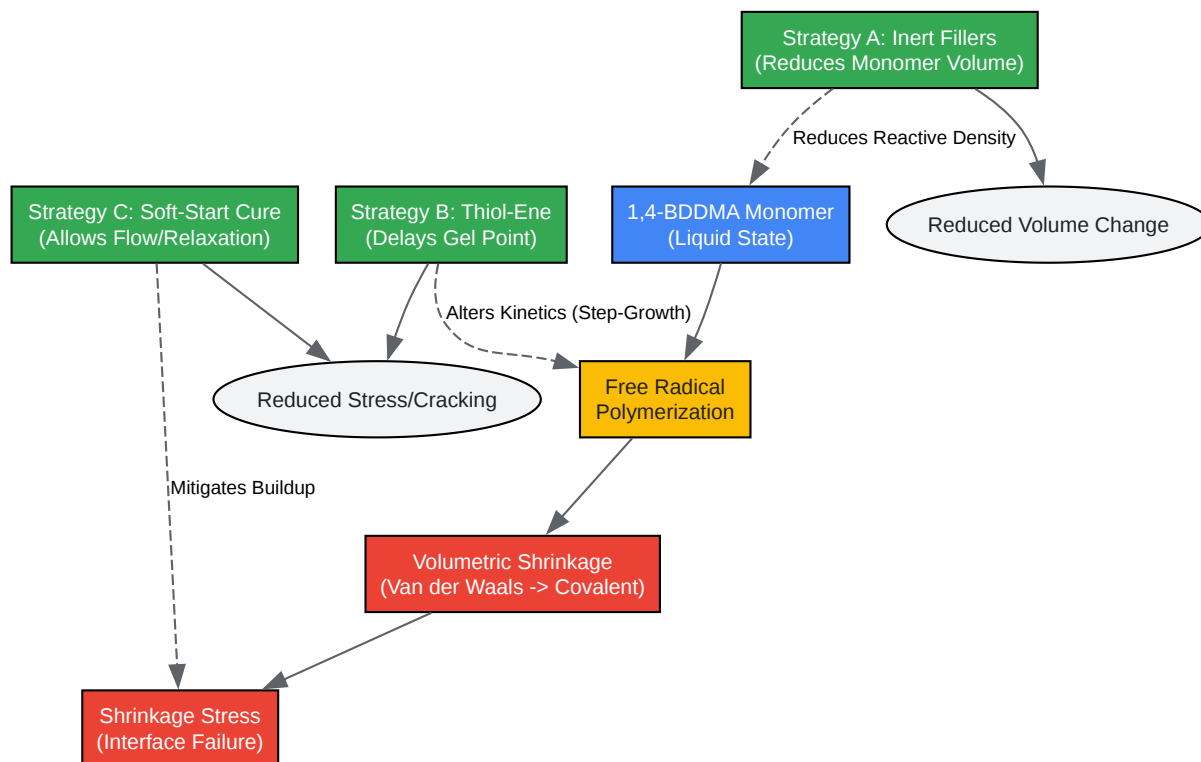 Strategy A: Inert Fillers
(Reduces Monomer Volume)
Reduces Reactive Density
Strategy C: Soft-Start Cure
(Allows Flow/Relaxation)
Strategy B: Thiol-Ene
(Delays Gel Point)
1,4-BDDMA Monomer
(Liquid State)
Reduced Volume Change
Alters Kinetics (Step-Growth)
Reduced Stress/Cracking
Free Radical
Polymerization
Mitigates Buildup
Volumetric Shrinkage
(Van der Waals -> Covalent)
Shrinkage Stress
(Interface Failure)